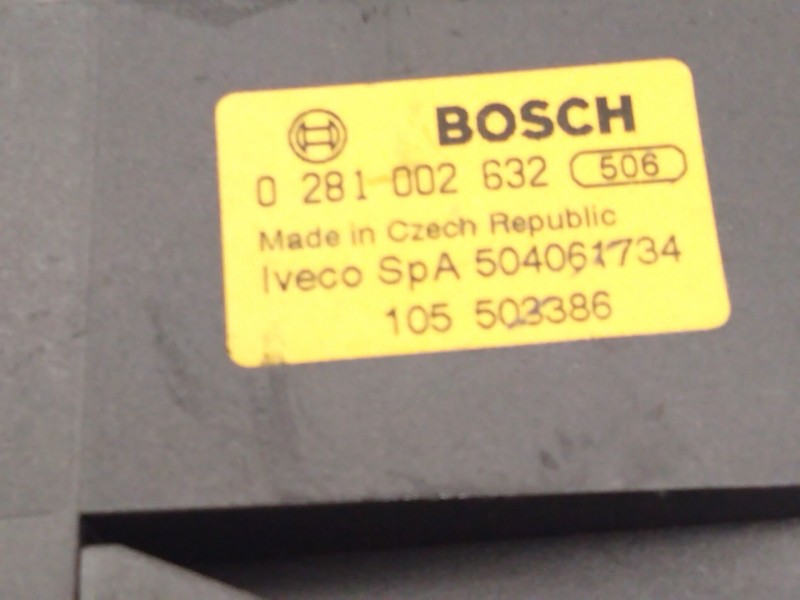 BOSCH
0 281 002 632 506
Made in Czech Republic
Iveco SpA 504061734
105 503386